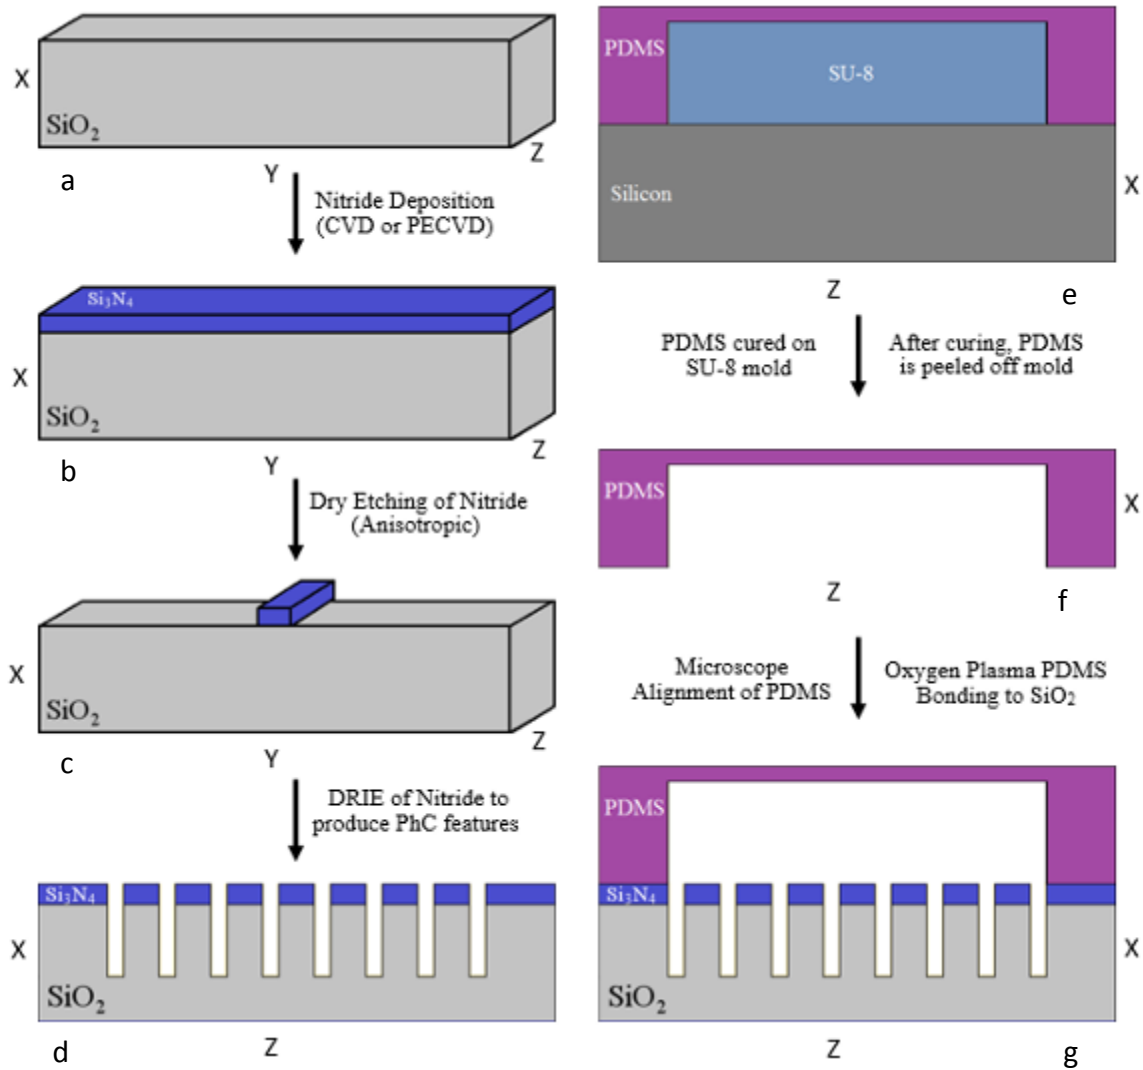 X
SiO₂
Z
a
Y
Nitride Deposition
(CVD or PECVD)
Si₃N₄
X
SiO₂
Z
b
Y
Dry Etching of Nitride
(Anisotropic)
X
SiO₂
Z
c
Y
DRIE of Nitride to
produce PhC features
Si₃N₄
X
SiO₂
d
Z
PDMS
SU-8
Silicon
X
Z
e
PDMS cured on
SU-8 mold
After curing, PDMS
is peeled off mold
PDMS
X
Z
f
Microscope
Alignment of PDMS
Oxygen Plasma PDMS
Bonding to SiO₂
PDMS
Si₃N₄
X
SiO₂
Z
g